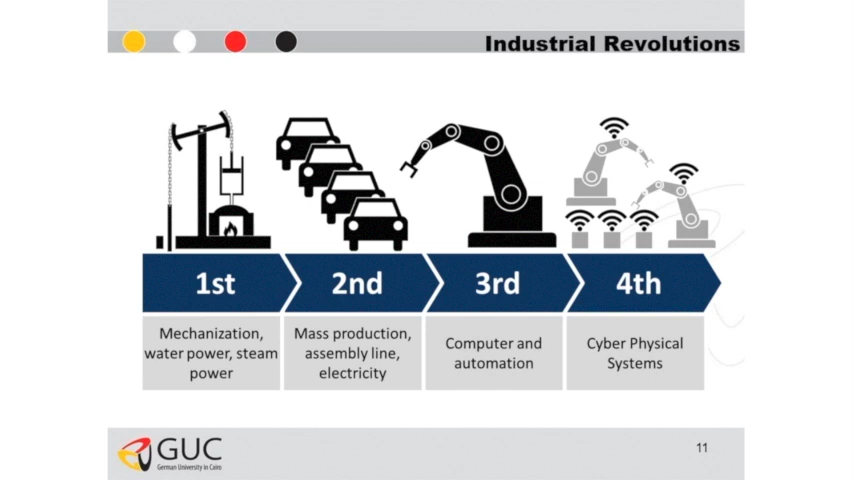 Industrial Revolutions
1st
2nd
3rd
4th
Mechanization,
water power, steam
power
Mass production,
assembly line,
electricity
Computer and
automation
Cyber Physical
Systems
GUC
German University in Cairo
11